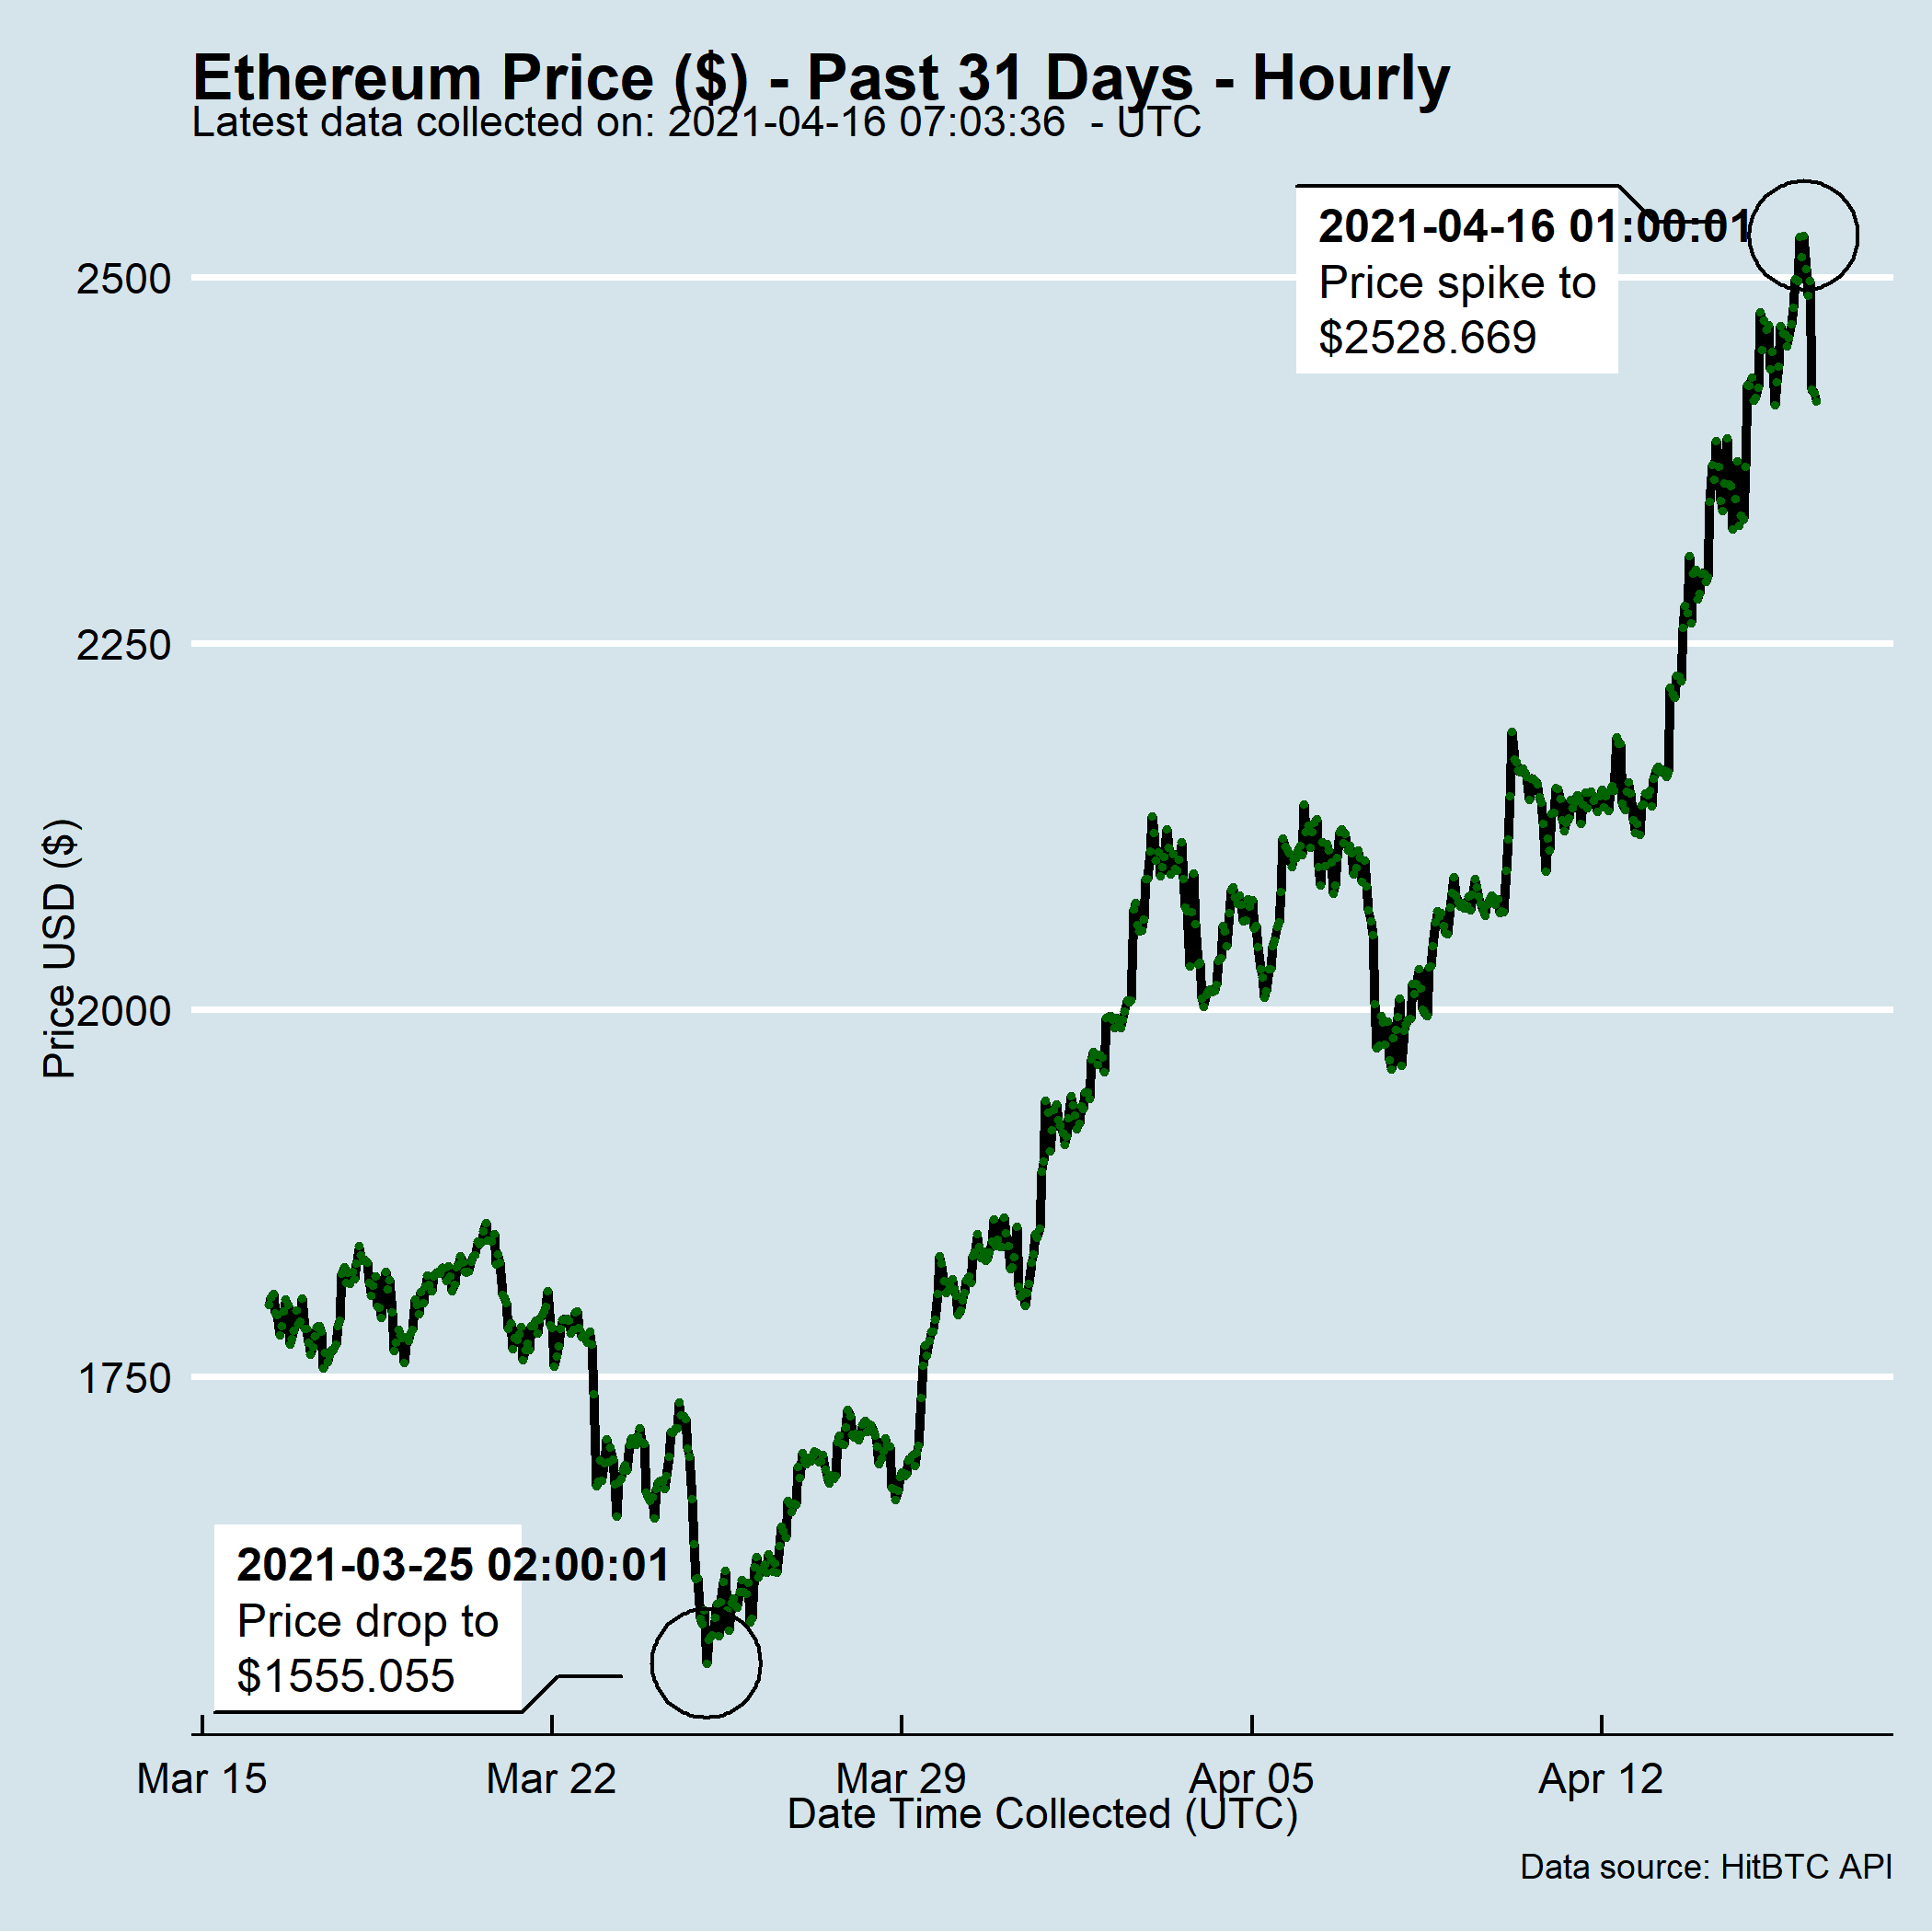 Ethereum Price ($) - Past 31 Days - Hourly
Latest data collected on: 2021-04-16 07:03:36  - UTC
2021-04-16 01:00:01
Price spike to
$2528.669
2500
2250
2000
1750
Price USD ($)
2021-03-25 02:00:01
Price drop to
$1555.055
Mar 15 Mar 22 Mar 29 Apr 05 Apr 12
Date Time Collected (UTC)
Data source: HitBTC API